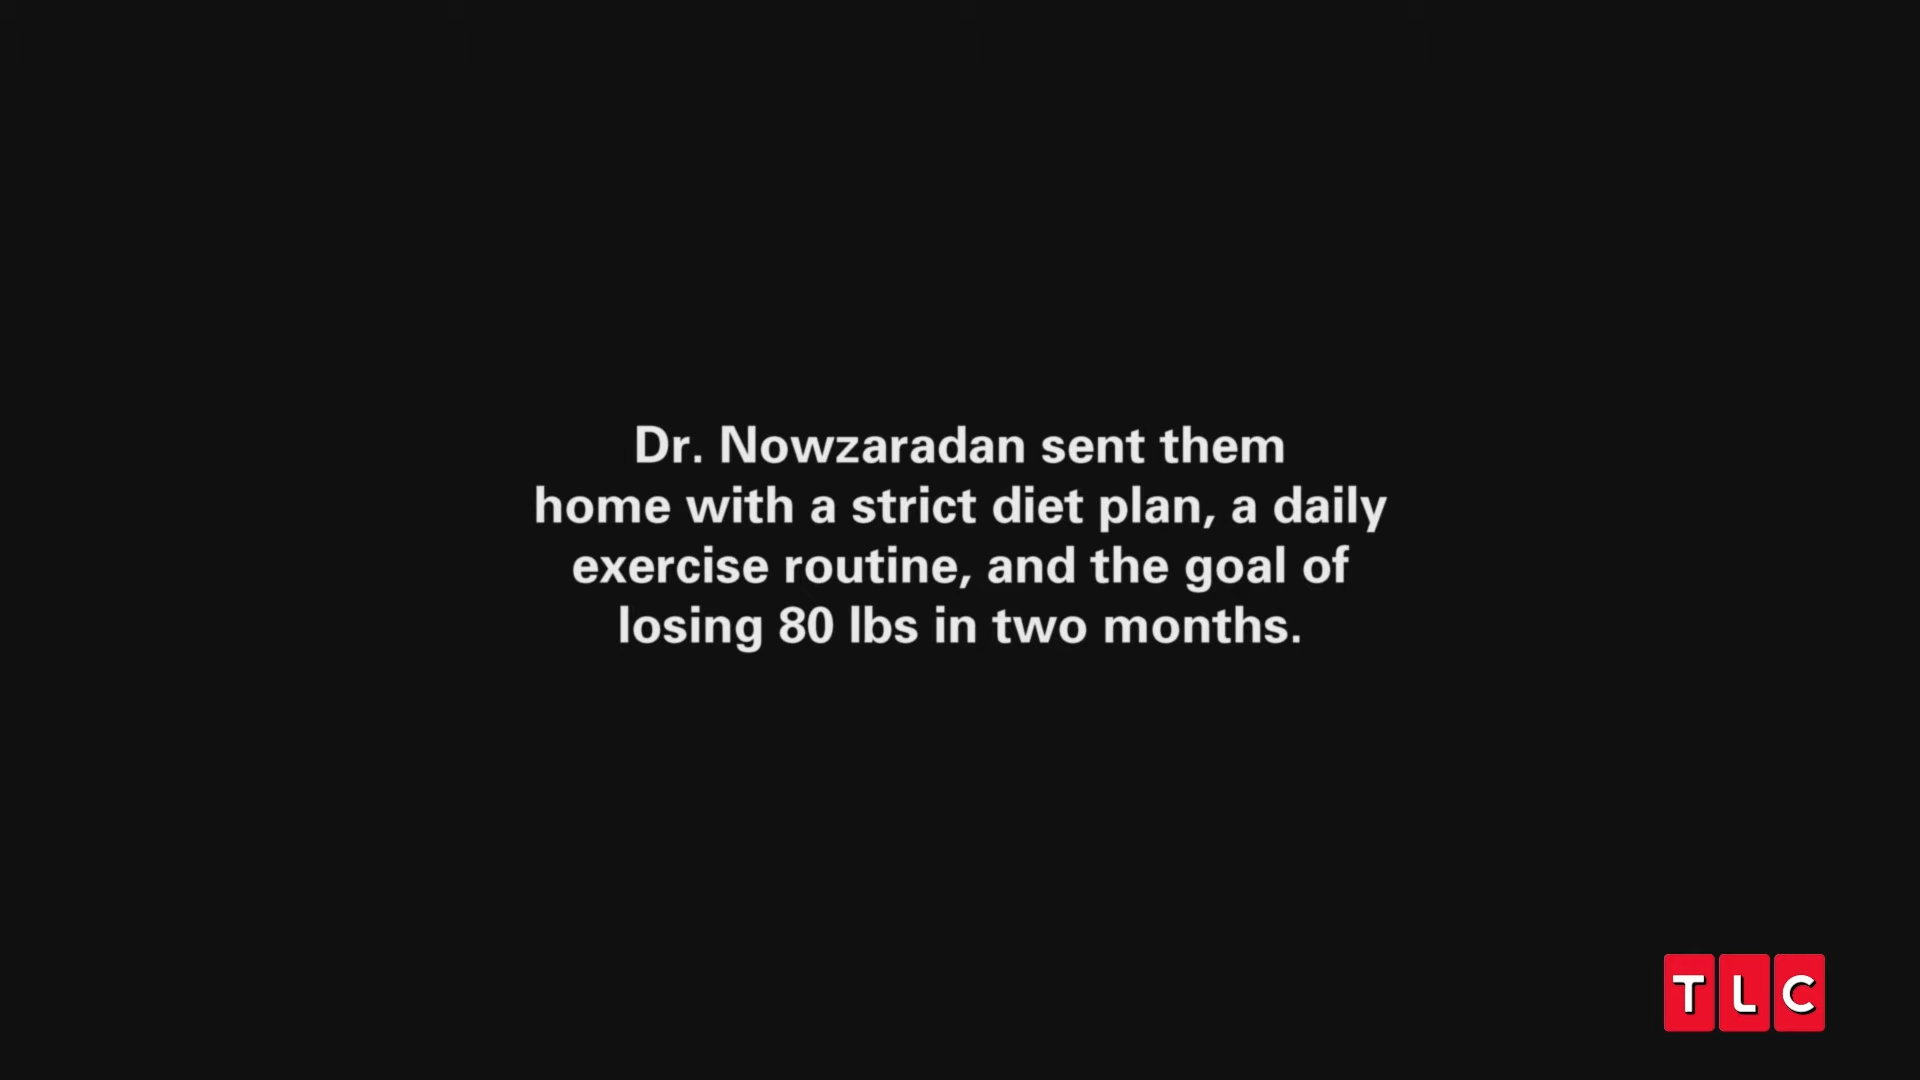 Dr. Nowzaradan sent them
home with a strict diet plan, a daily
exercise routine, and the goal of
losing 80 lbs in two months.
TLC